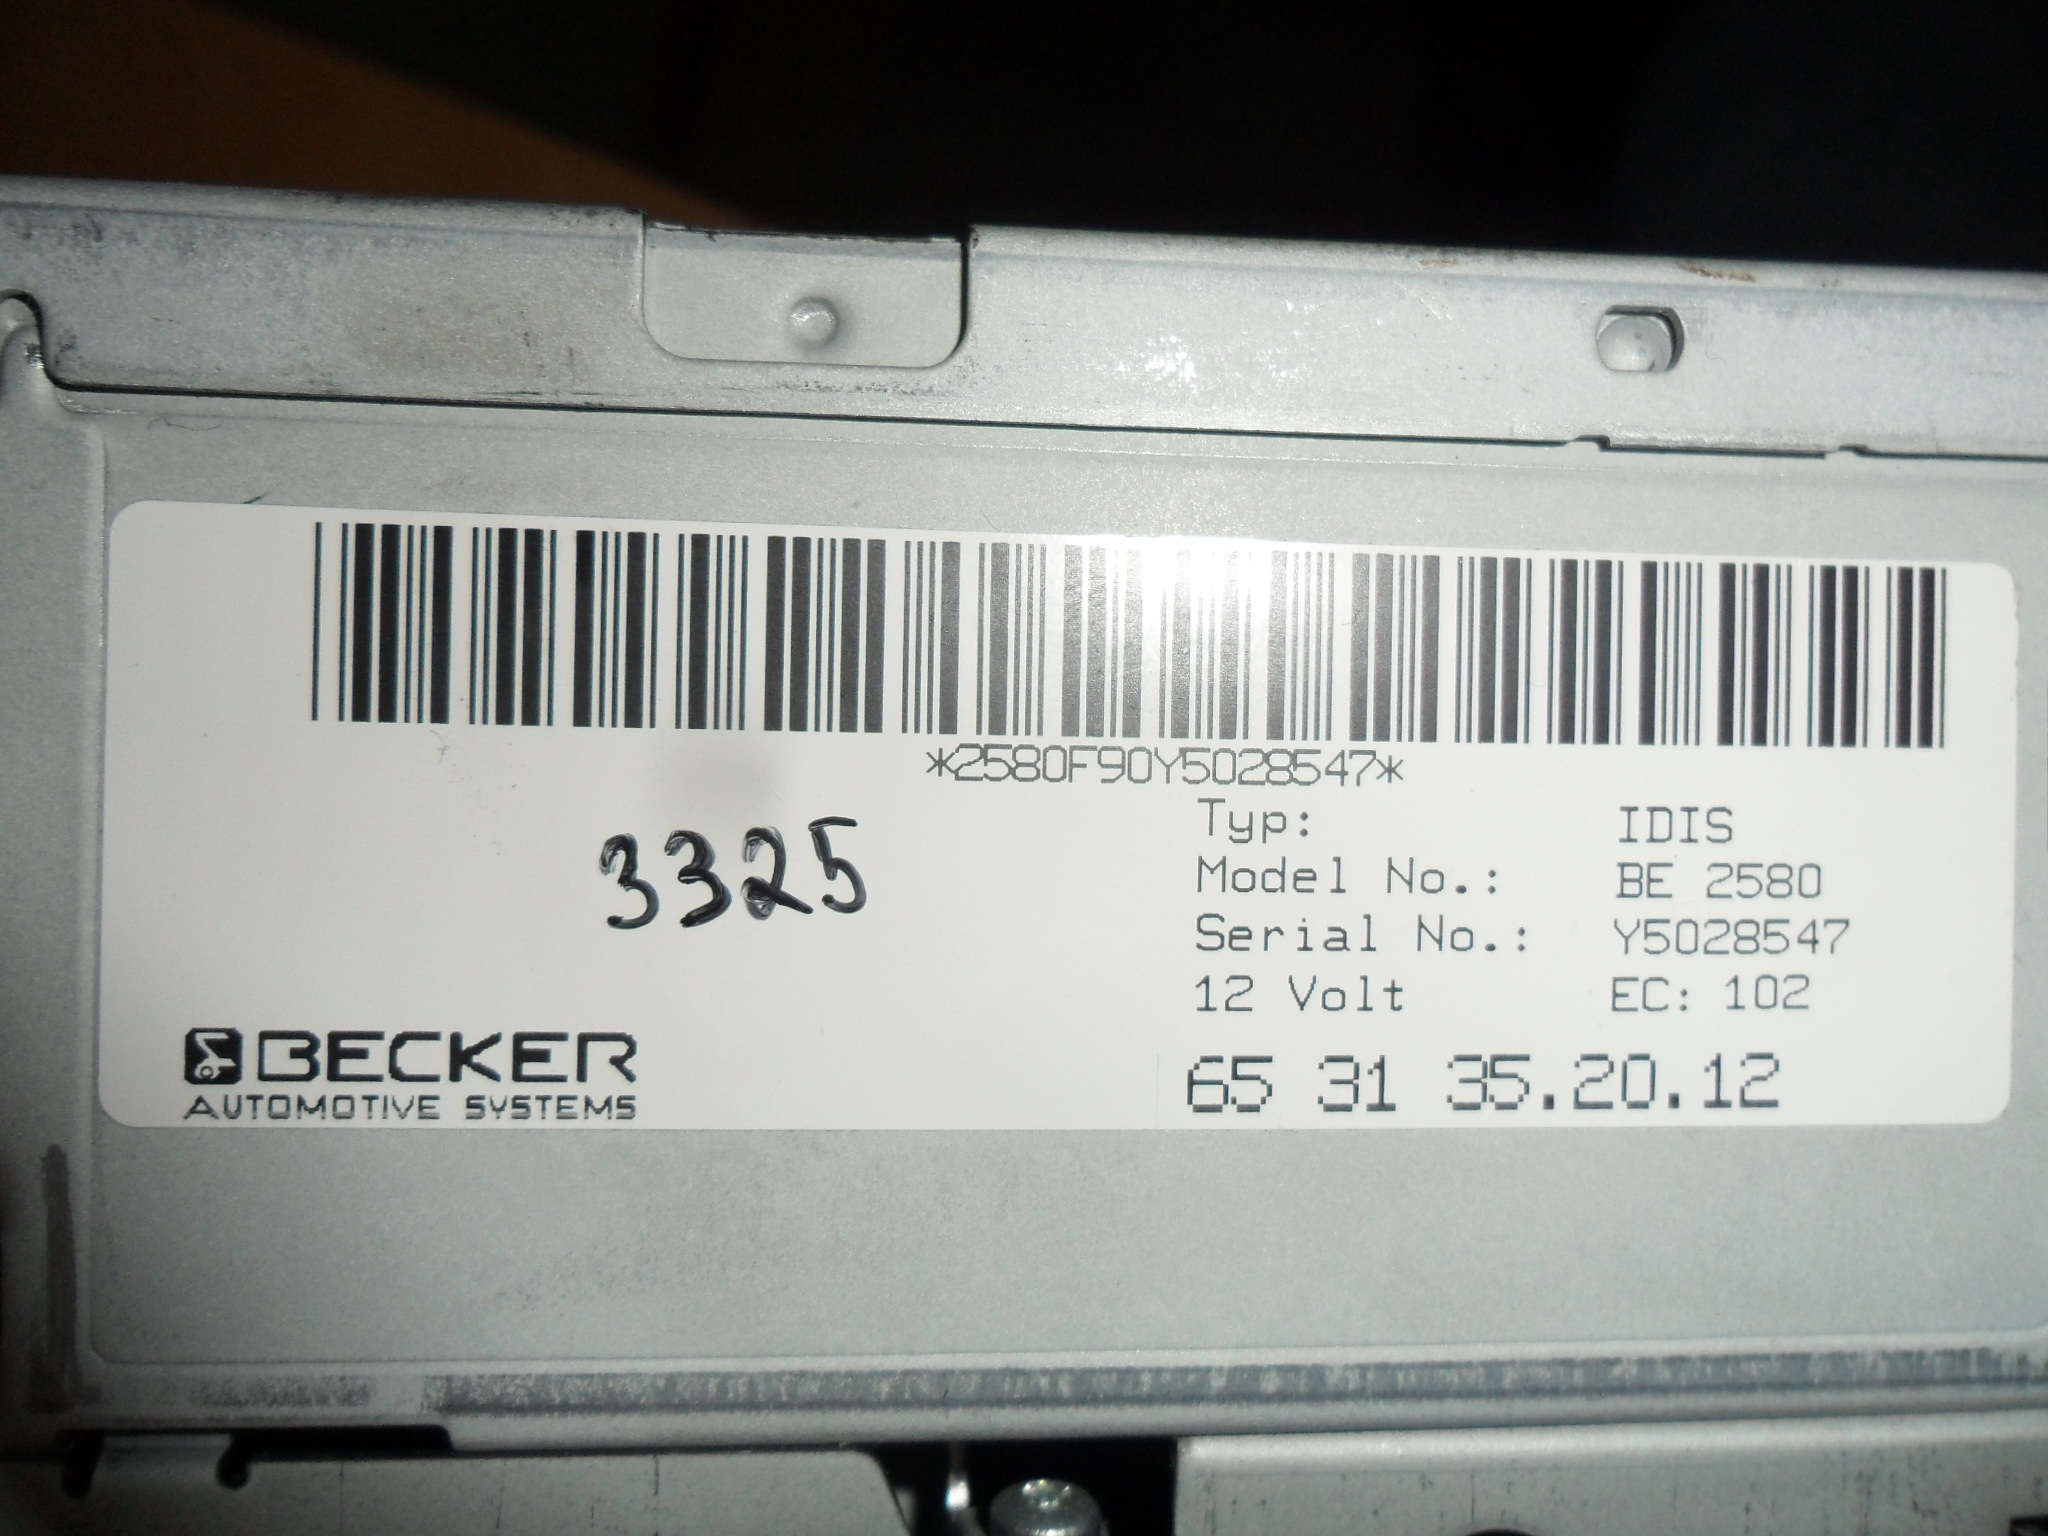 *2580F90Y5028547*
3325
Typ: IDIS
Model No.: BE 2580
Serial No.: Y5028547
12 Volt EC: 102
BECKER
AUTOMOTIVE SYSTEMS
65 31 35.20.12